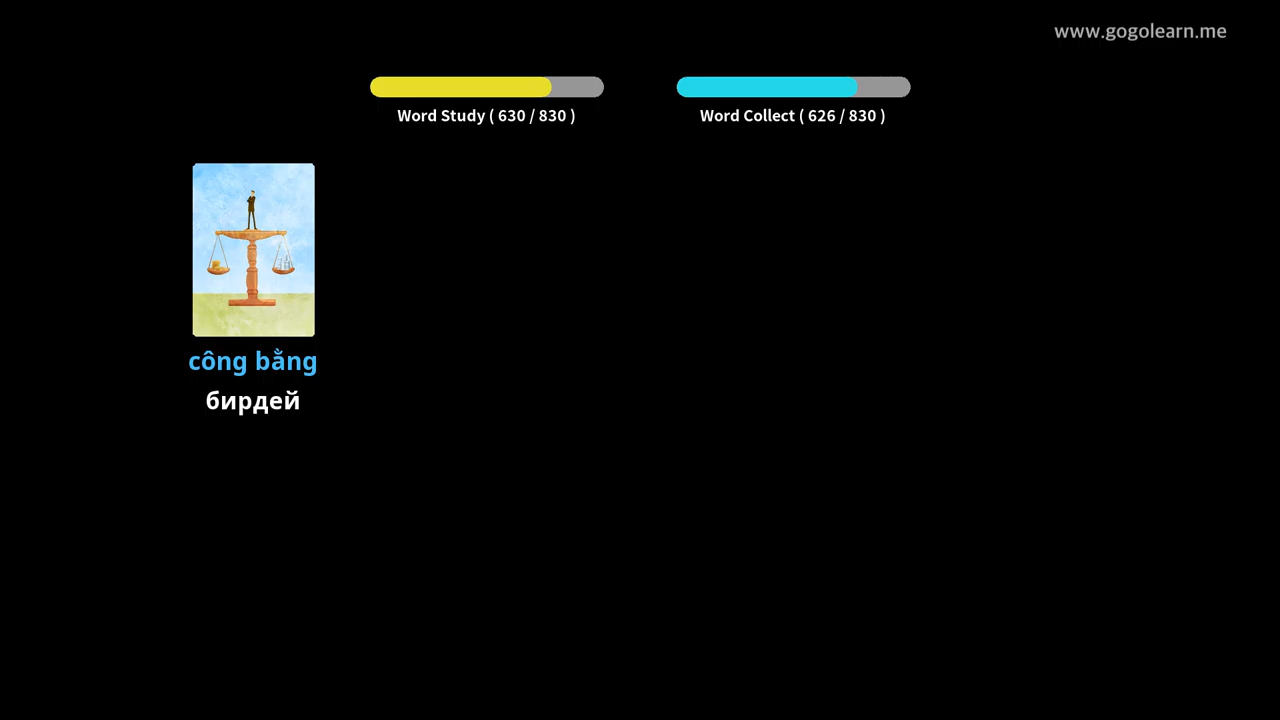 www.gogolearn.me
Word Study ( 630 / 830 )
Word Collect ( 626 / 830 )
công bằng
бирдей